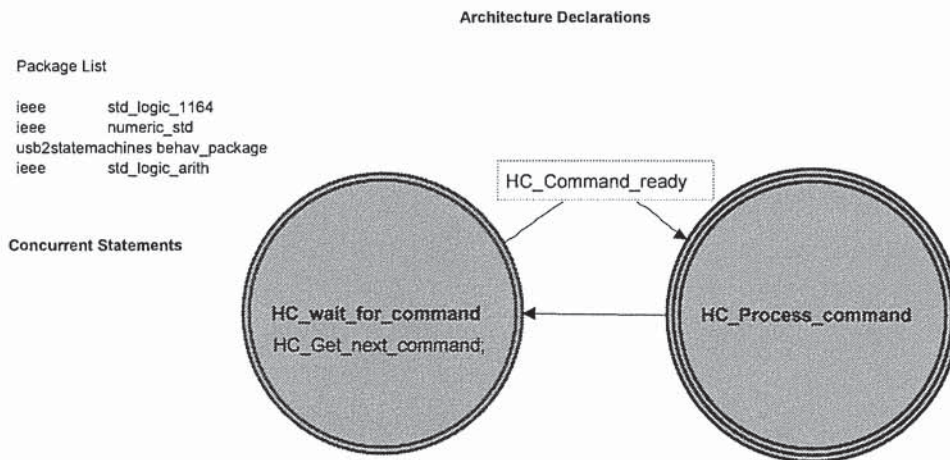 Architecture Declarations
Package List
ieee std_logic_1164
ieee numeric_std
usb2statemachines behav_package
ieee std_logic_arith
HC_Command_ready
Concurrent Statements
HC_wait_for_command
HC_Get_next_command;
HC_Process_command